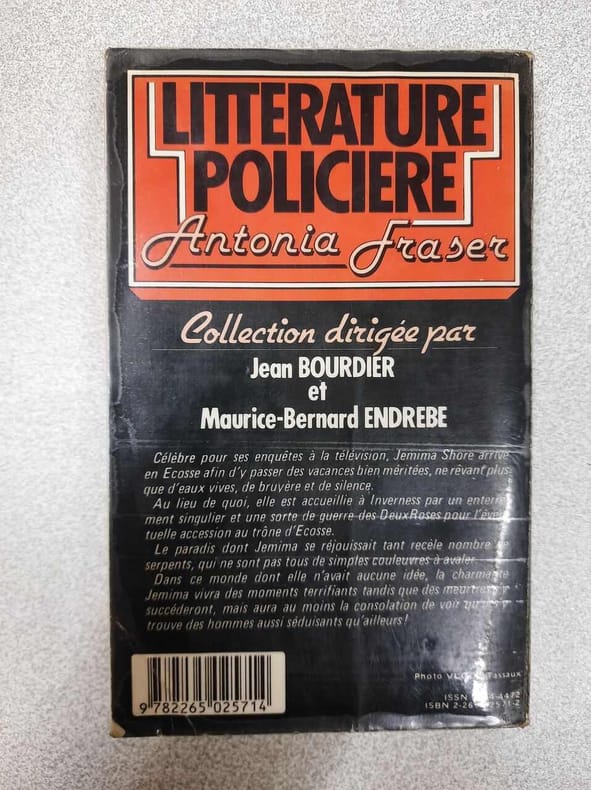 LITTERATURE
POLICIERE
Antonia Fraser
Collection dirigée par
Jean BOURDIER
et
Maurice-Bernard ENDREBE
Célèbre pour ses enquêtes à la télévision, Jemima Shore arrive
en Ecosse afin d'y passer des vacances bien méritées, ne rêvant plus
que d'eaux vives, de bruyère et de silence.
Au lieu de quoi, elle est accueillie à Inverness par un enterre-
ment singulier et une sorte de guerre des DeuxRoses pour l'éven-
tuelle accession au trône d'Ecosse.
Le paradis dont Jemima se réjouissait tant recèle nombre de
serpents, qui ne sont pas tous de simples couleuvres à avaler
Dans ce monde dont elle n'avait aucune idée, la charmante
Jemima vivra des moments terrifiants tandis que des meurtres
succéderont, mais aura au moins la consolation de voir
trouve des hommes aussi séduisants qu'ailleurs!
Photo Tassaux
ISSN
ISBN
9 782265 025714